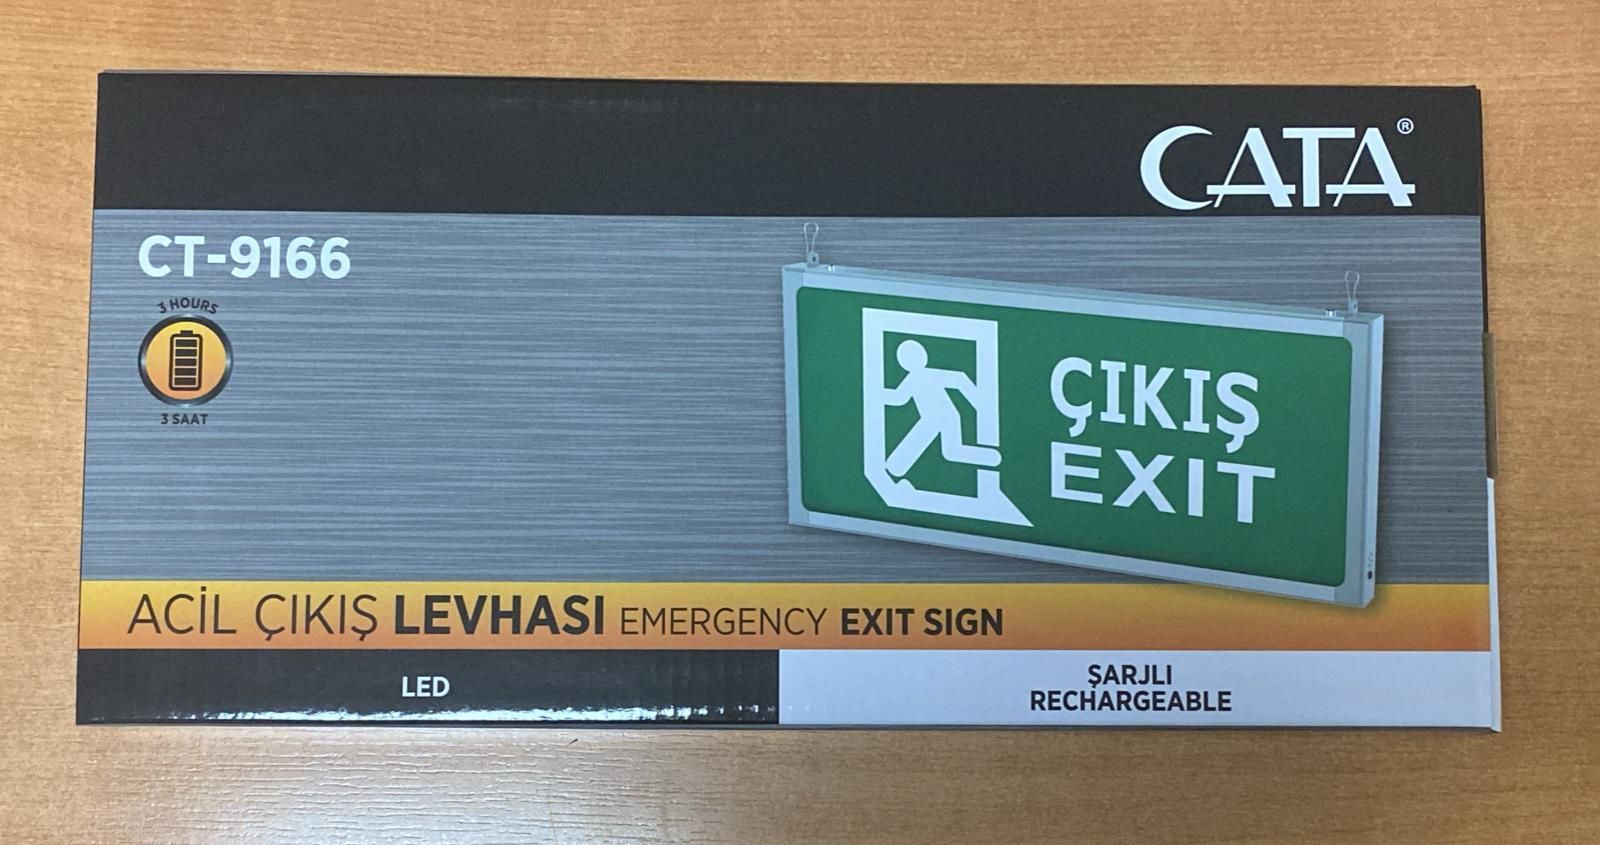 CATA®
CT-9166
3 HOURS
3 SAAT
ÇIKIŞ
EXIT
ACİL ÇIKIŞ LEVHASI EMERGENCY EXIT SIGN
LED
ŞARJLI
RECHARGEABLE